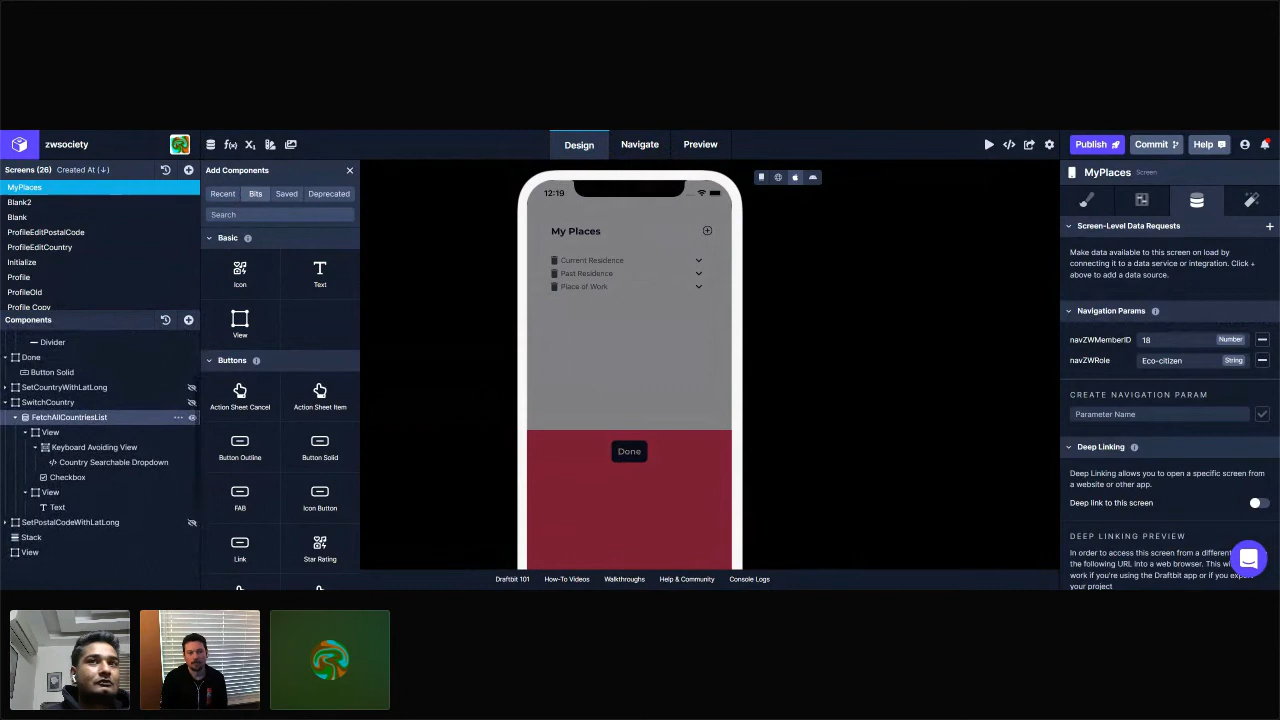 zwsociety
f(x)
X₁
Design
Navigate
Preview
Publish
Commit
Help
Screens (26) Created At (↓)
MyPlaces
Blank2
Blank
ProfileEditPostalCode
ProfileEditCountry
Initialize
Profile
ProfileOld
Profile Copy
Components
Divider
Done
Button Solid
SetCountryWithLatLong
SwitchCountry
FetchAllCountriesList
View
Keyboard Avoiding View
Country Searchable Dropdown
Checkbox
View
Text
SetPostalCodeWithLatLong
Stack
View
Add Components
Recent
Bits
Saved
Deprecated
Search
Basic
Icon
Text
View
Buttons
Action Sheet Cancel
Action Sheet Item
Button Outline
Button Solid
FAB
Icon Button
Link
Star Rating
12:19
My Places
Current Residence
Past Residence
Place of Work
Done
Draftbit 101
How-To Videos
Walkthroughs
Help & Community
Console Logs
MyPlaces Screen
Screen-Level Data Requests
Make data available to this screen on load by
connecting it to a data service or integration. Click +
above to add a data source.
Navigation Params
navZWMemberID 18 Number
navZWRole Eco-citizen String
CREATE NAVIGATION PARAM
Parameter Name
Deep Linking
Deep Linking allows you to open a specific screen from
a website or other app.
Deep link to this screen
DEEP LINKING PREVIEW
In order to access this screen from a different
the following URL into a web browser. This wi
work if you're using the Draftbit app or if you export
your project